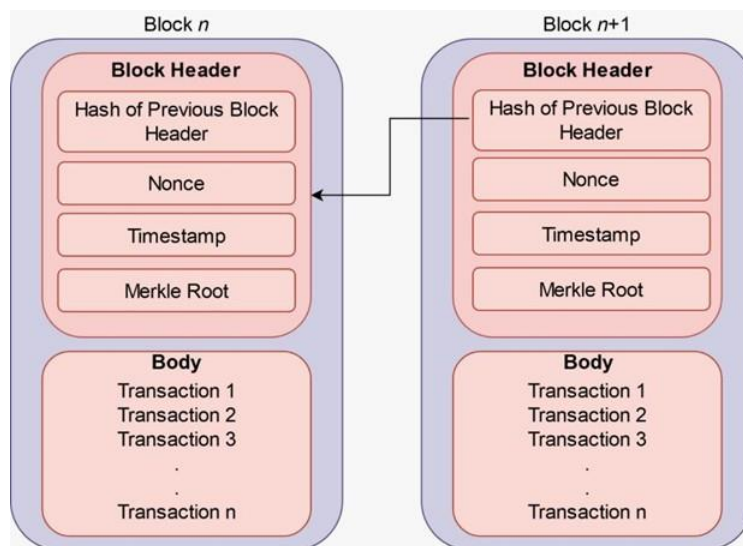 Block n
Block Header
Hash of Previous Block
Header
Nonce
Timestamp
Merkle Root
Body
Transaction 1
Transaction 2
Transaction 3
.
.
Transaction n
Block n+1
Block Header
Hash of Previous Block
Header
Nonce
Timestamp
Merkle Root
Body
Transaction 1
Transaction 2
Transaction 3
.
.
Transaction n